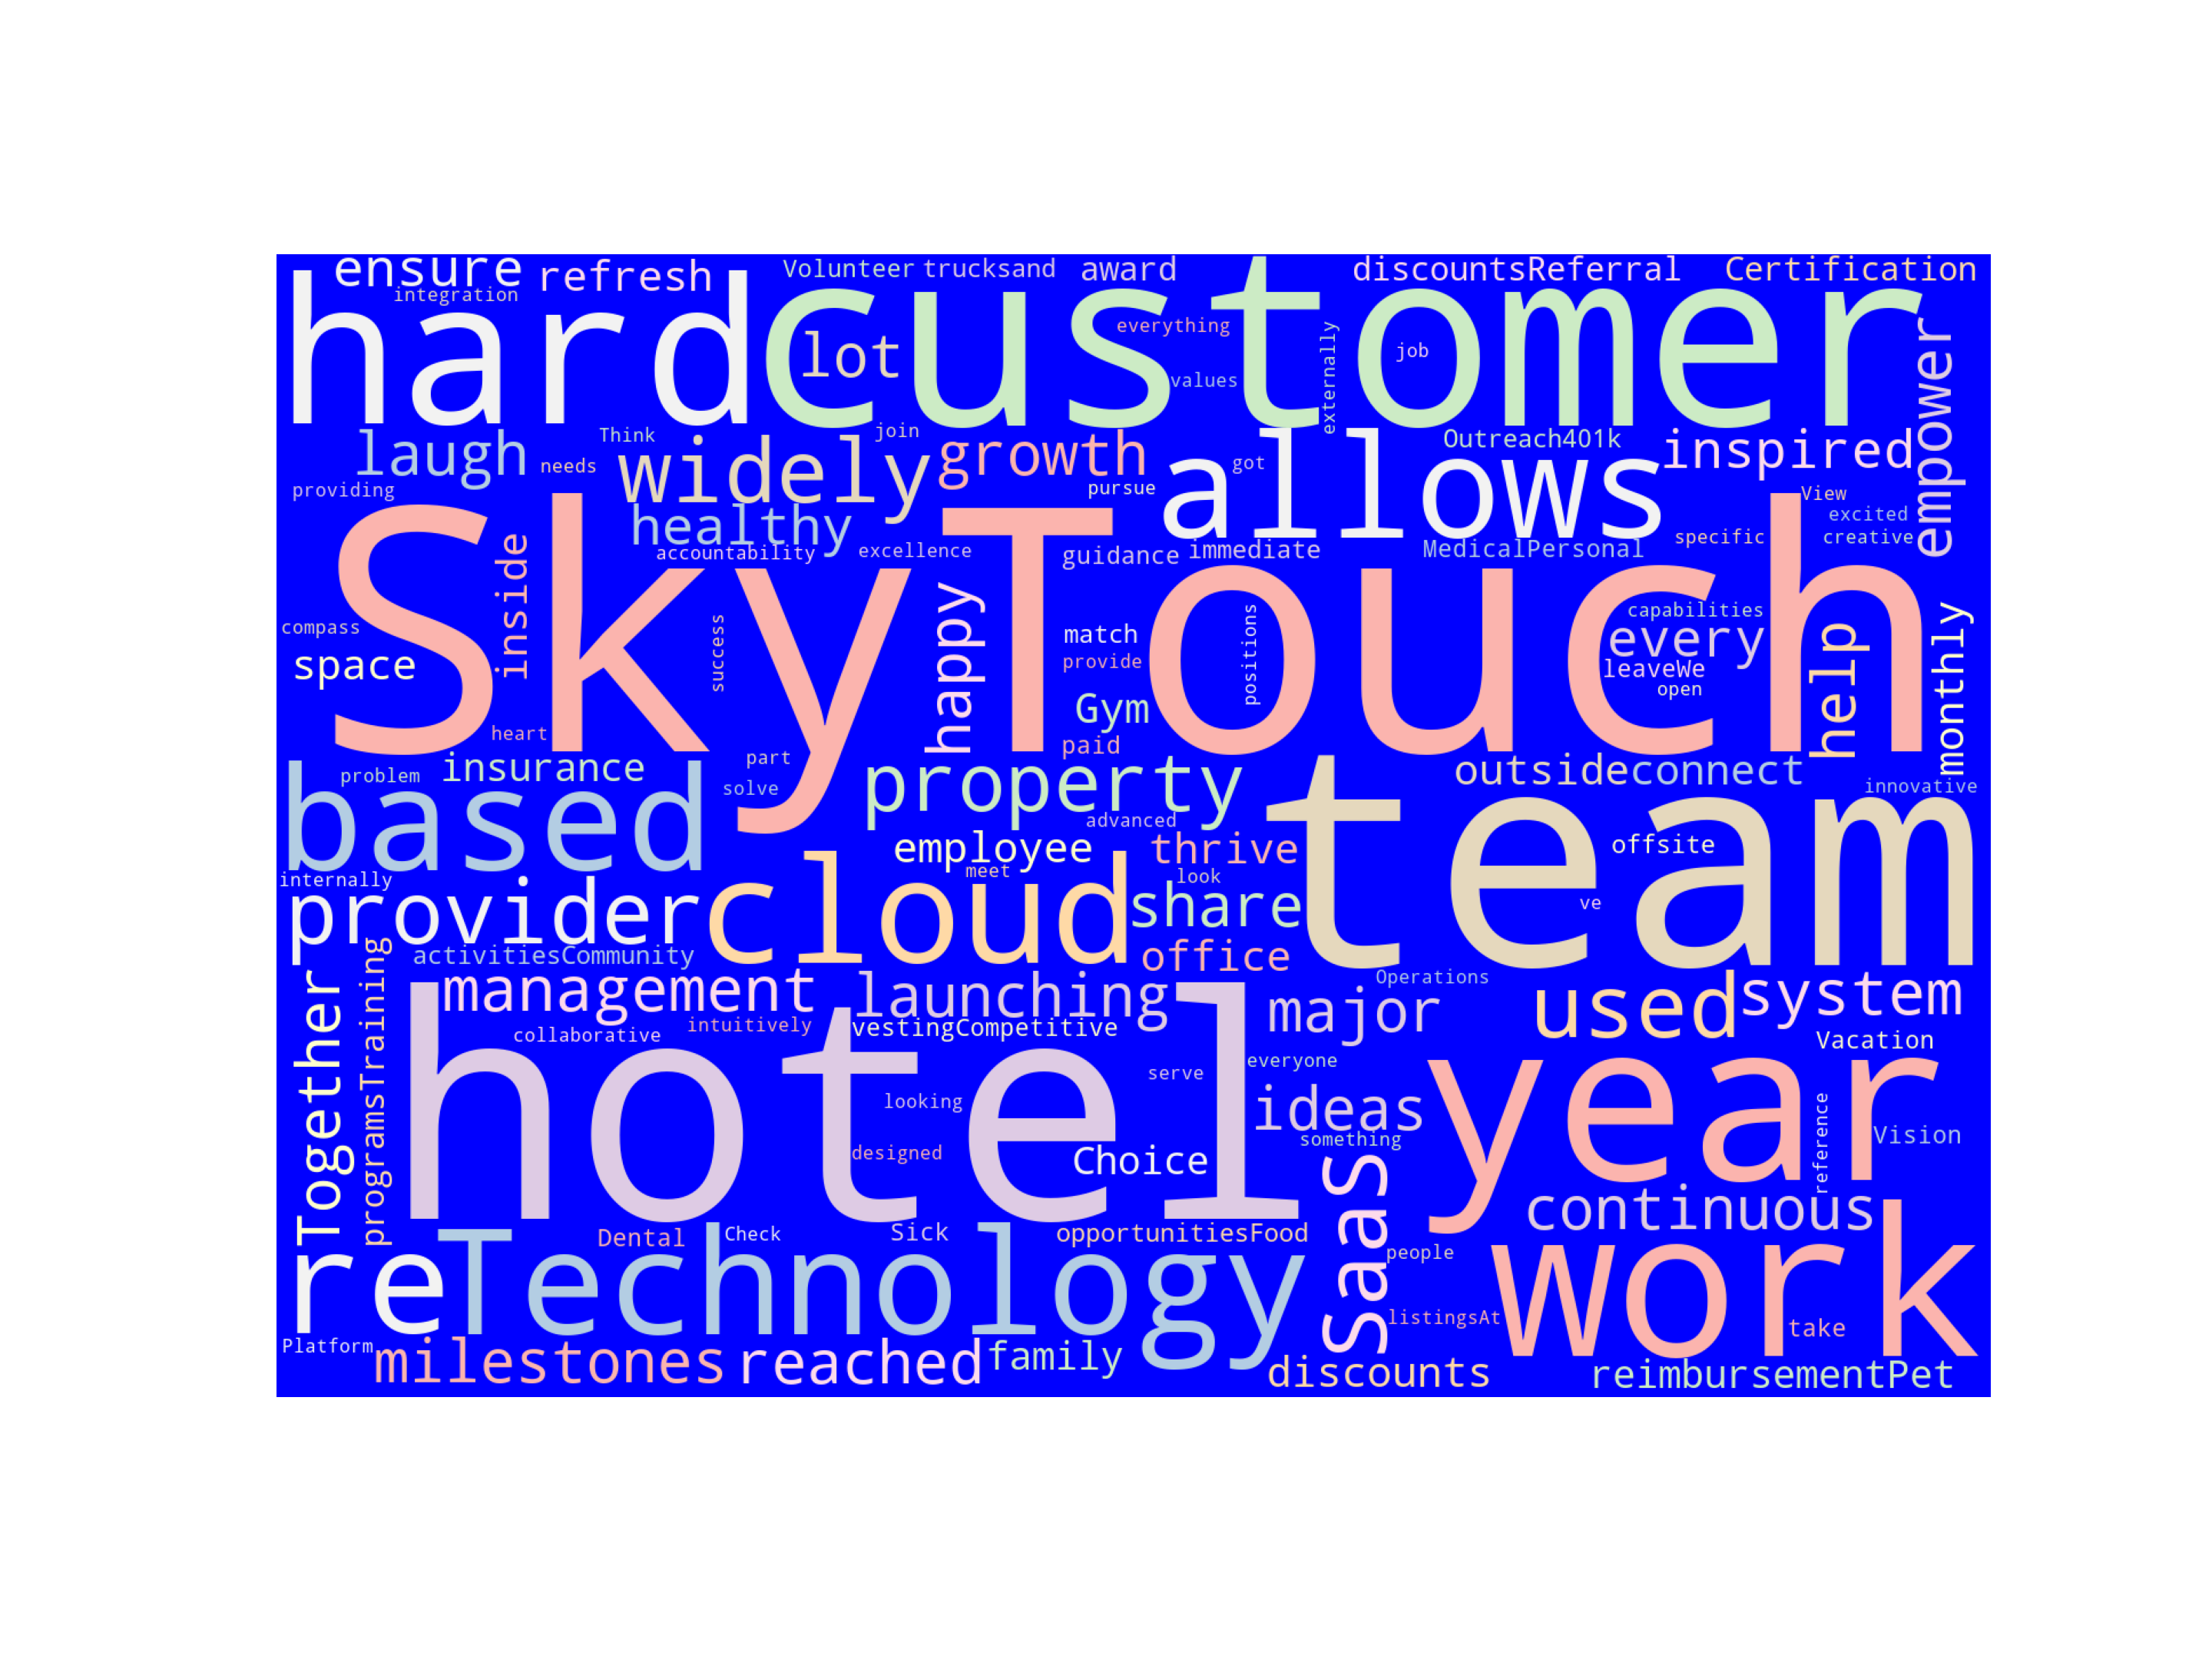 ensure
refresh
Volunteer
trucksand
award
discountsReferral
Certification
integration
hard
customer
lot
everything
values
externally
job
empower
laugh
Think
needs
providing
widely
join
growth
pursue
allows
got
Outreach401k
inspired
View
excited
creative
specific
healthy
accountability
excellence
guidance
immediate
MedicalPersonal
SkyTouch
inside
compass
space
success
happy
match
provide
Gym
paid
positions
capabilities
every
leaveWe
open
help
monthly
heart
part
solve
problem
insurance
based
property
advanced
outside
connect
innovative
team
offsite
ve
employee
meet
thrive
look
internally
provider
cloud
share
office
activitiesCommunity
programsTraining
Together
management
launching
vestingCompetitive
collaborative
intuitively
major
Operations
used
system
Vacation
hotel
serve
everyone
looking
designed
Choice
ideas
something
year
reference
Vision
saas
continuous
re
Technology
Dental
Check
Sick
opportunitiesFood
people
work
listingsAt
take
Platform
milestones
reached
family
discounts
reimbursementPet